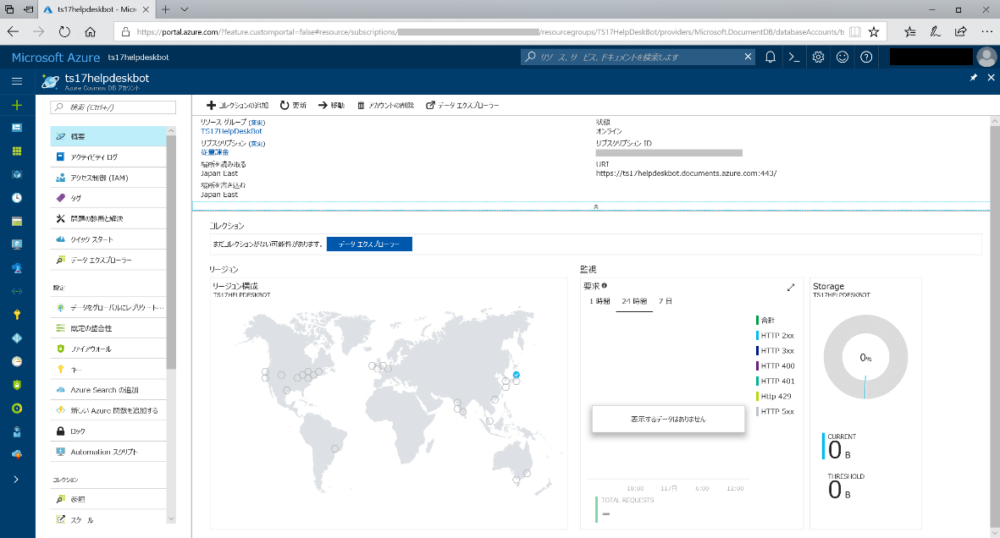 ts17helpdeskbot - Micr
https://portal.azure.com/?feature.customportal=false#resource/subscriptions/
/resourcegroups/TS17HelpDeskBot/providers/Microsoft.DocumentDB/databaseAccounts/ts
Microsoft Azure ts17helpdeskbot
リソース、サービス、ドキュメントを検索します
ts17helpdeskbot
Azure Cosmos DB アカウント
検索 (Ctrl+/)
コレクションの追加 更新 移動 アカウントの削除 データ エクスプローラー
概要
アクティビティ ログ
アクセス制御 (IAM)
タグ
問題の診断と解決
クイック スタート
データ エクスプローラー
設定
データをグローバルにレプリケート…
既定の整合性
ファイアウォール
キー
Azure Search の追加
新しい Azure 関数を追加する
ロック
Automation スクリプト
コレクション
参照
スケール
リソース グループ (変更)
TS17HelpDeskBot
サブスクリプション (変更)
従量課金
場所を読み取る
Japan East
場所を書き込む
Japan East
状態
オンライン
サブスクリプション ID
URI
https://ts17helpdeskbot.documents.azure.com:443/
コレクション
まだコレクションがない可能性があります。 データ エクスプローラー
リージョン
リージョン構成
TS17HELPDESKBOT
監視
要求
1 時間 24 時間 7 日
合計
HTTP 2xx
HTTP 3xx
HTTP 400
HTTP 401
Http 429
HTTP 5xx
表示するデータはありません
18:00 117日 6:00 12:00
TOTAL REQUESTS
--
Storage
TS17HELPDESKBOT
0%
CURRENT
0 B
THRESHOLD
0 B